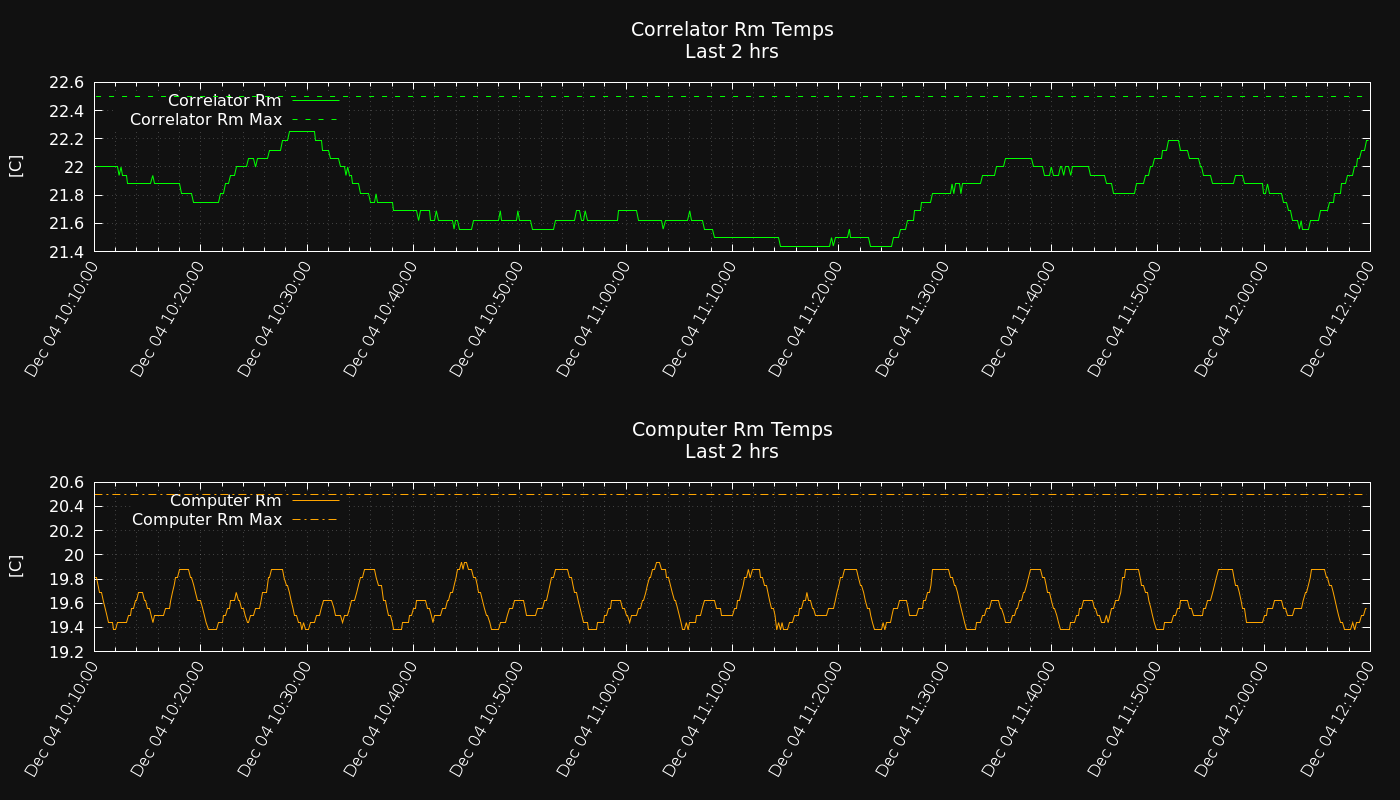 Correlator Rm Temps
Last 2 hrs
22.6
22.4
22.2
22
21.8
21.6
21.4
[C]
Correlator Rm
Correlator Rm Max
Dec 04 10:10:00
Dec 04 10:20:00
Dec 04 10:30:00
Dec 04 10:40:00
Dec 04 10:50:00
Dec 04 11:00:00
Dec 04 11:10:00
Dec 04 11:20:00
Dec 04 11:30:00
Dec 04 11:40:00
Dec 04 11:50:00
Dec 04 12:00:00
Dec 04 12:10:00
Computer Rm Temps
Last 2 hrs
20.6
20.4
20.2
20
19.8
19.6
19.4
19.2
[C]
Computer Rm
Computer Rm Max
Dec 04 10:10:00
Dec 04 10:20:00
Dec 04 10:30:00
Dec 04 10:40:00
Dec 04 10:50:00
Dec 04 11:00:00
Dec 04 11:10:00
Dec 04 11:20:00
Dec 04 11:30:00
Dec 04 11:40:00
Dec 04 11:50:00
Dec 04 12:00:00
Dec 04 12:10:00